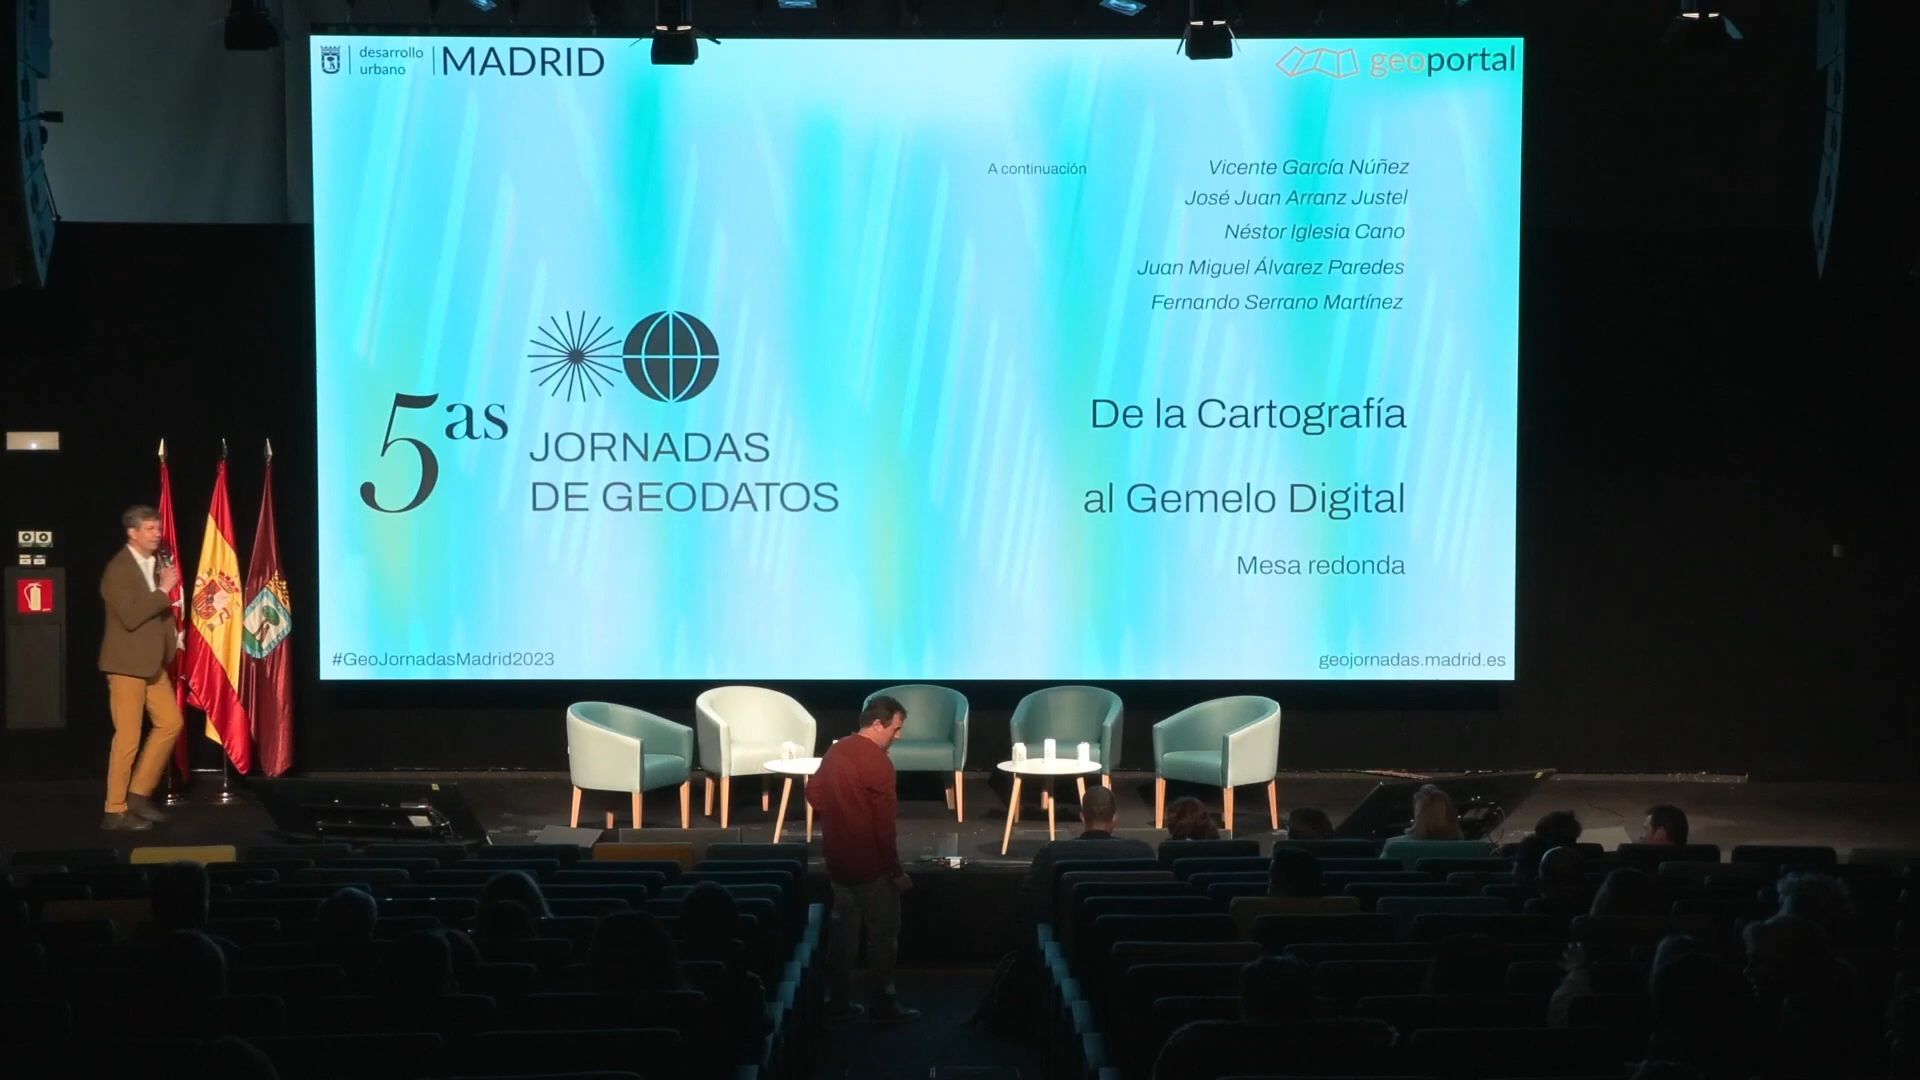 desarrollo
urbano
MADRID
geoportal
A continuación
Vicente García Núñez
José Juan Arranz Justel
Néstor Iglesia Cano
Juan Miguel Álvarez Paredes
Fernando Serrano Martínez
5as
JORNADAS
DE GEODATOS
De la Cartografía
al Gemelo Digital
Mesa redonda
#GeoJornadasMadrid2023
geojornadas.madrid.es